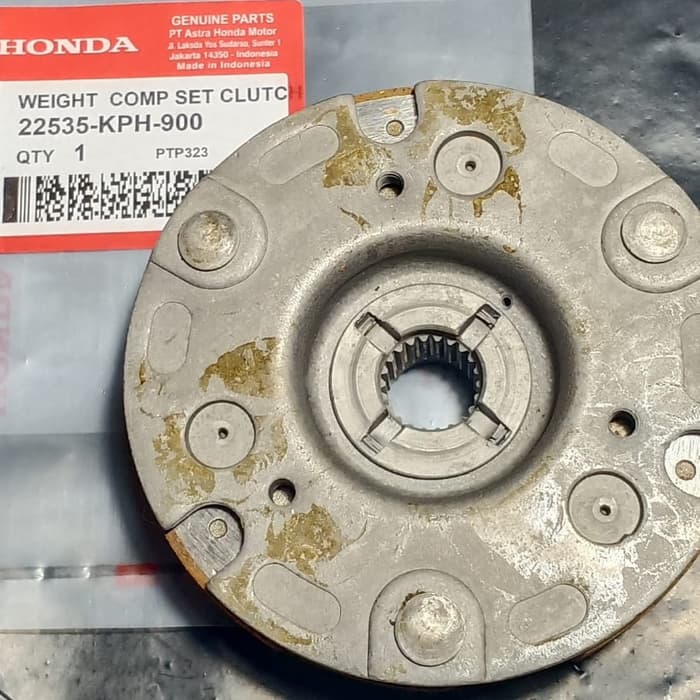 HONDA
GENUINE PARTS
PT Astra Honda Motor
Jl. Laksda Yos Sudarso, Sunter 1
Jakarta 14350 - Indonesia
Made in Indonesia
WEIGHT COMP SET CLUTCH
22535-KPH-900
QTY 1 PTP323